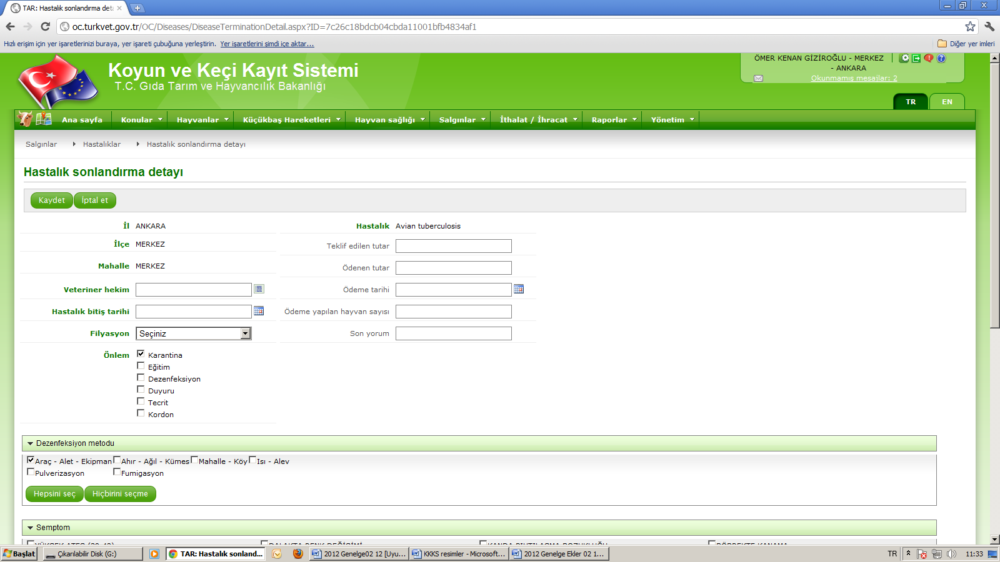 TAR: Hastalık sonlandırma deta
oc.turkvet.gov.tr/OC/Diseases/DiseaseTerminationDetail.aspx?ID=7c26c18bdcb04cbda11001bfb4834af1
Hızlı erişim için yer işaretlerinizi buraya, yer işareti çubuğuna yerleştirin. Yer işaretlerini şimdi içe aktar...
Diğer yer imleri
Koyun ve Keçi Kayıt Sistemi
T.C. Gıda Tarım ve Hayvancılık Bakanlığı
ÖMER KENAN GİZİROĞLU - MERKEZ
- ANKARA
Okunmamış mesajlar: 2
TR EN
Ana sayfa Konular Hayvanlar Küçükbaş Hareketleri Hayvan sağlığı Salgınlar İthalat / İhracat Raporlar Yönetim
Salgınlar Hastalıklar Hastalık sonlandırma detayı
Hastalık sonlandırma detayı
Kaydet İptal et
İl ANKARA
İlçe MERKEZ
Mahalle MERKEZ
Veteriner hekim
Hastalık bitiş tarihi
Filyasyon Seçiniz
Önlem Karantina
Eğitim
Dezenfeksiyon
Duyuru
Tecrit
Kordon
Hastalık Avian tuberculosis
Teklif edilen tutar
Ödenen tutar
Ödeme tarihi
Ödeme yapılan hayvan sayısı
Son yorum
Dezenfeksiyon metodu
Araç - Alet - Ekipman Ahır - Ağıl - Kümes Mahalle - Köy Isı - Alev
Pulverizasyon Fumigasyon
Hepsini seç Hiçbirini seçme
Semptom
Başlat Çıkarılabilir Disk (G:) TAR: Hastalık sonland... 2012 Genelge02 12 [Uyu... KKKS resimler - Microsoft... 2012 Genelge Ekler 02 1... TR 11:33